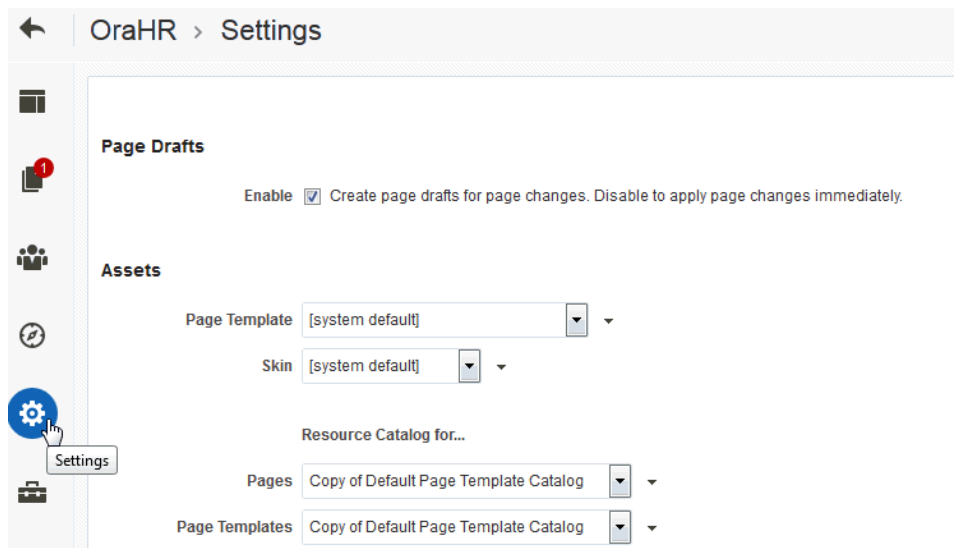 OraHR > Settings
Page Drafts
1
Enable Create page drafts for page changes. Disable to apply page changes immediately.
Assets
Page Template [system default]
Skin [system default]
Resource Catalog for...
Settings
Pages Copy of Default Page Template Catalog
Page Templates Copy of Default Page Template Catalog